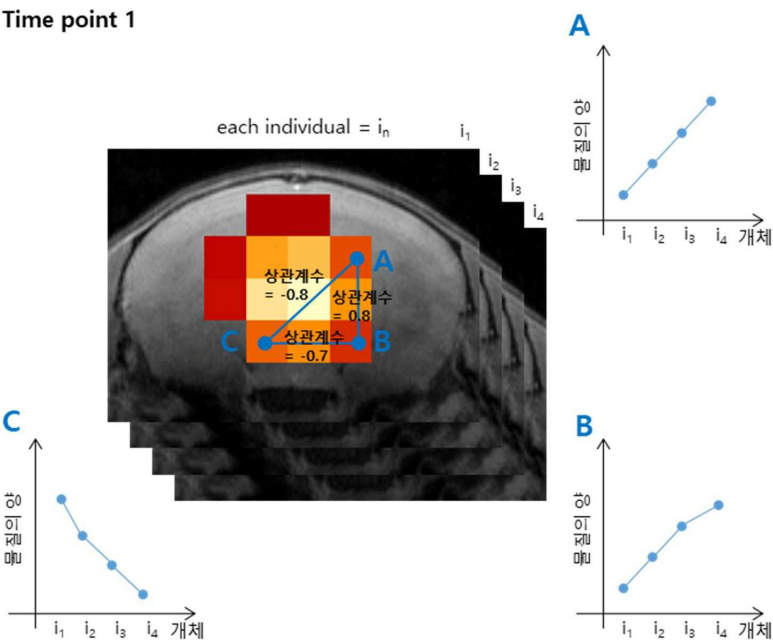 Time point 1
A
each individual = in
i1
i2
i3
i4
물질의 양
i1 i2 i3 i4 개체
상관계수
= -0.8
A
상관계수
= 0.8
상관계수
= -0.7
C
B
C
물질의 양
i1 i2 i3 i4 개체
B
물질의 양
i1 i2 i3 i4 개체